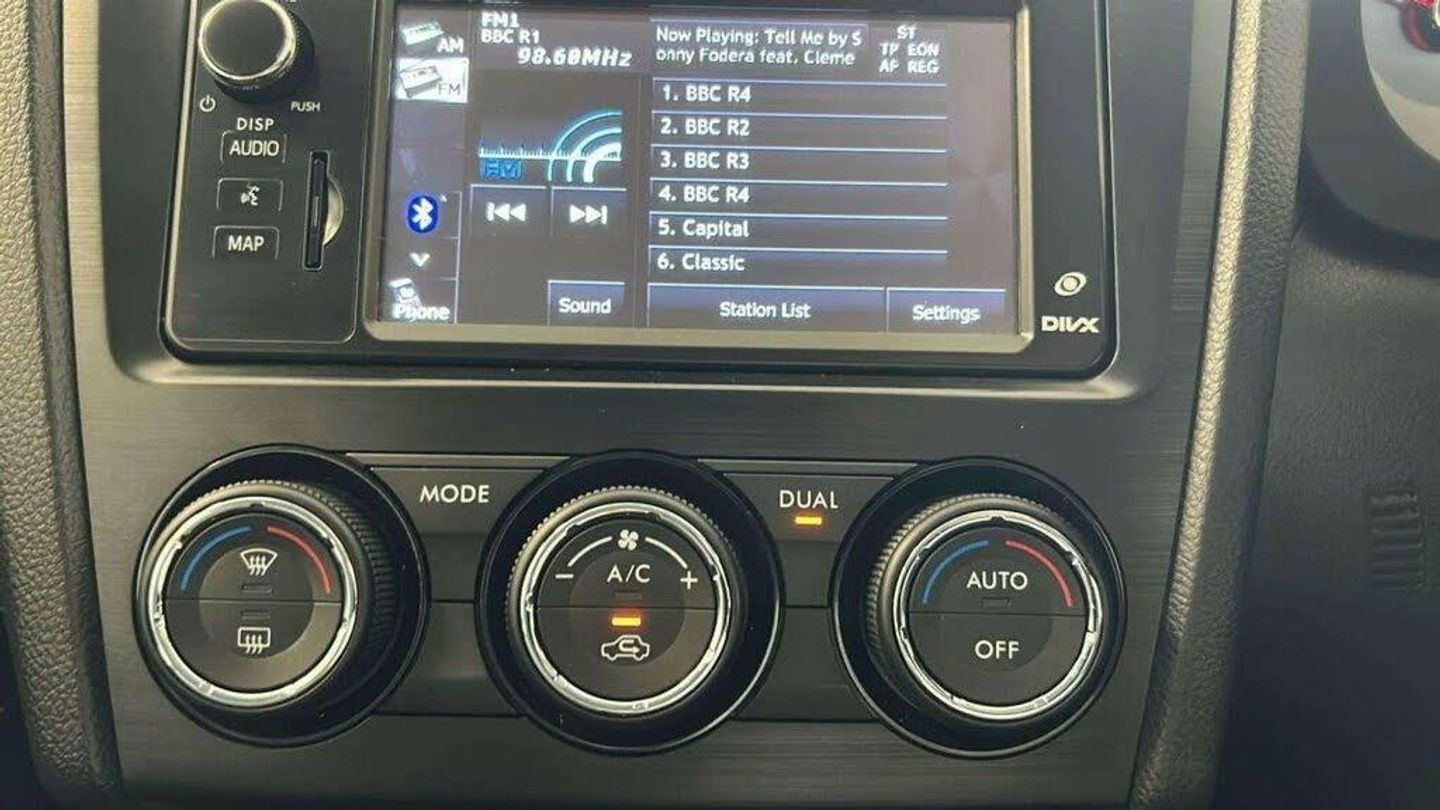 FM1
BBC R1
98.60MHz
AM
FM
Now Playing: Tell Me by S
onny Fodera feat. Cleme
ST
TP EON
AF REG
PUSH
DISP
AUDIO
MAP
FM
1. BBC R4
2. BBC R2
3. BBC R3
4. BBC R4
5. Capital
6. Classic
Phone
Sound
Station List
Settings
DIVX
MODE
DUAL
A/C
- +
AUTO
OFF